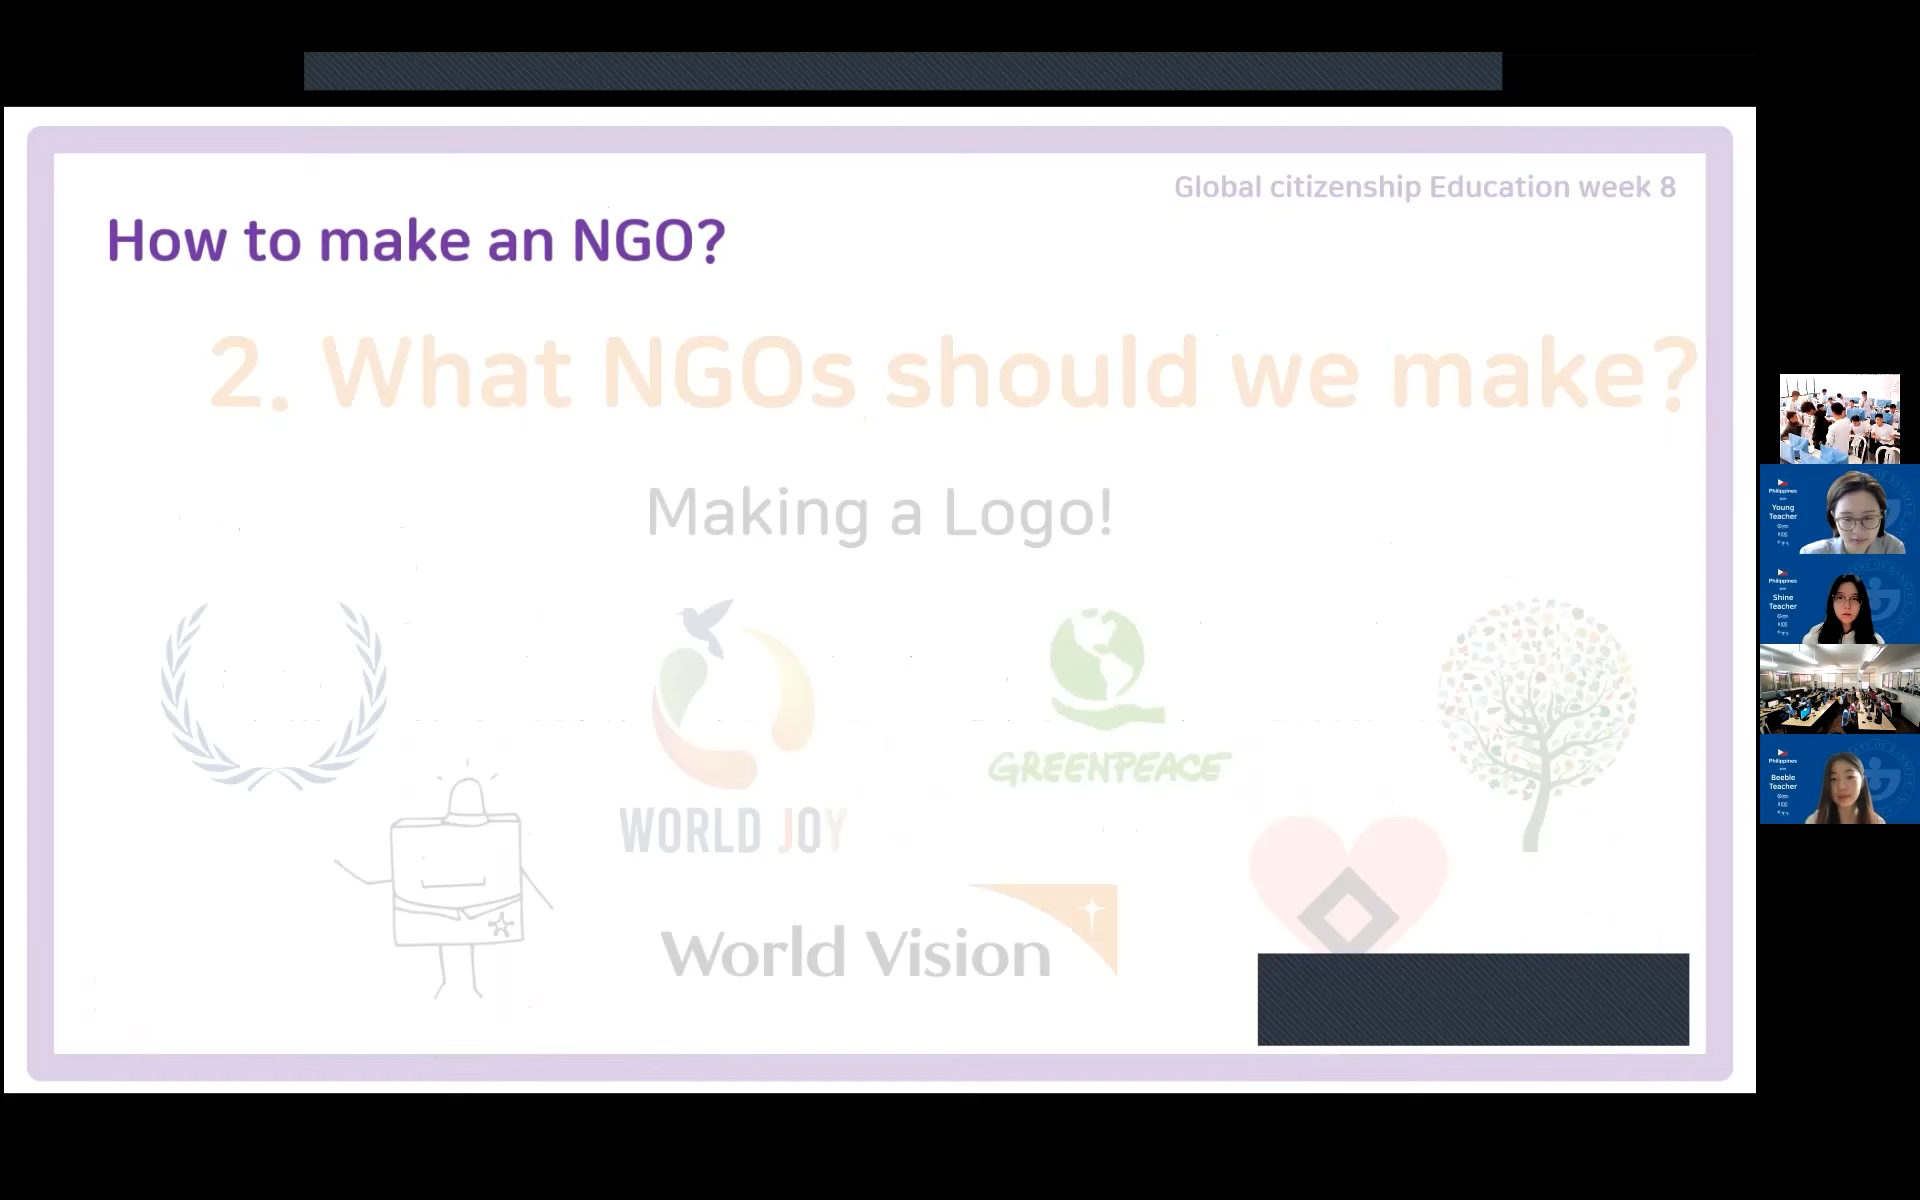 Global citizenship Education week 8
How to make an NGO?
2. What NGOs should we make?
Making a Logo!
GREENPEACE
WORLD JOY
World Vision
Philippines
Young
Teacher
Philippines
Shine
Teacher
Philippines
Beeble
Teacher